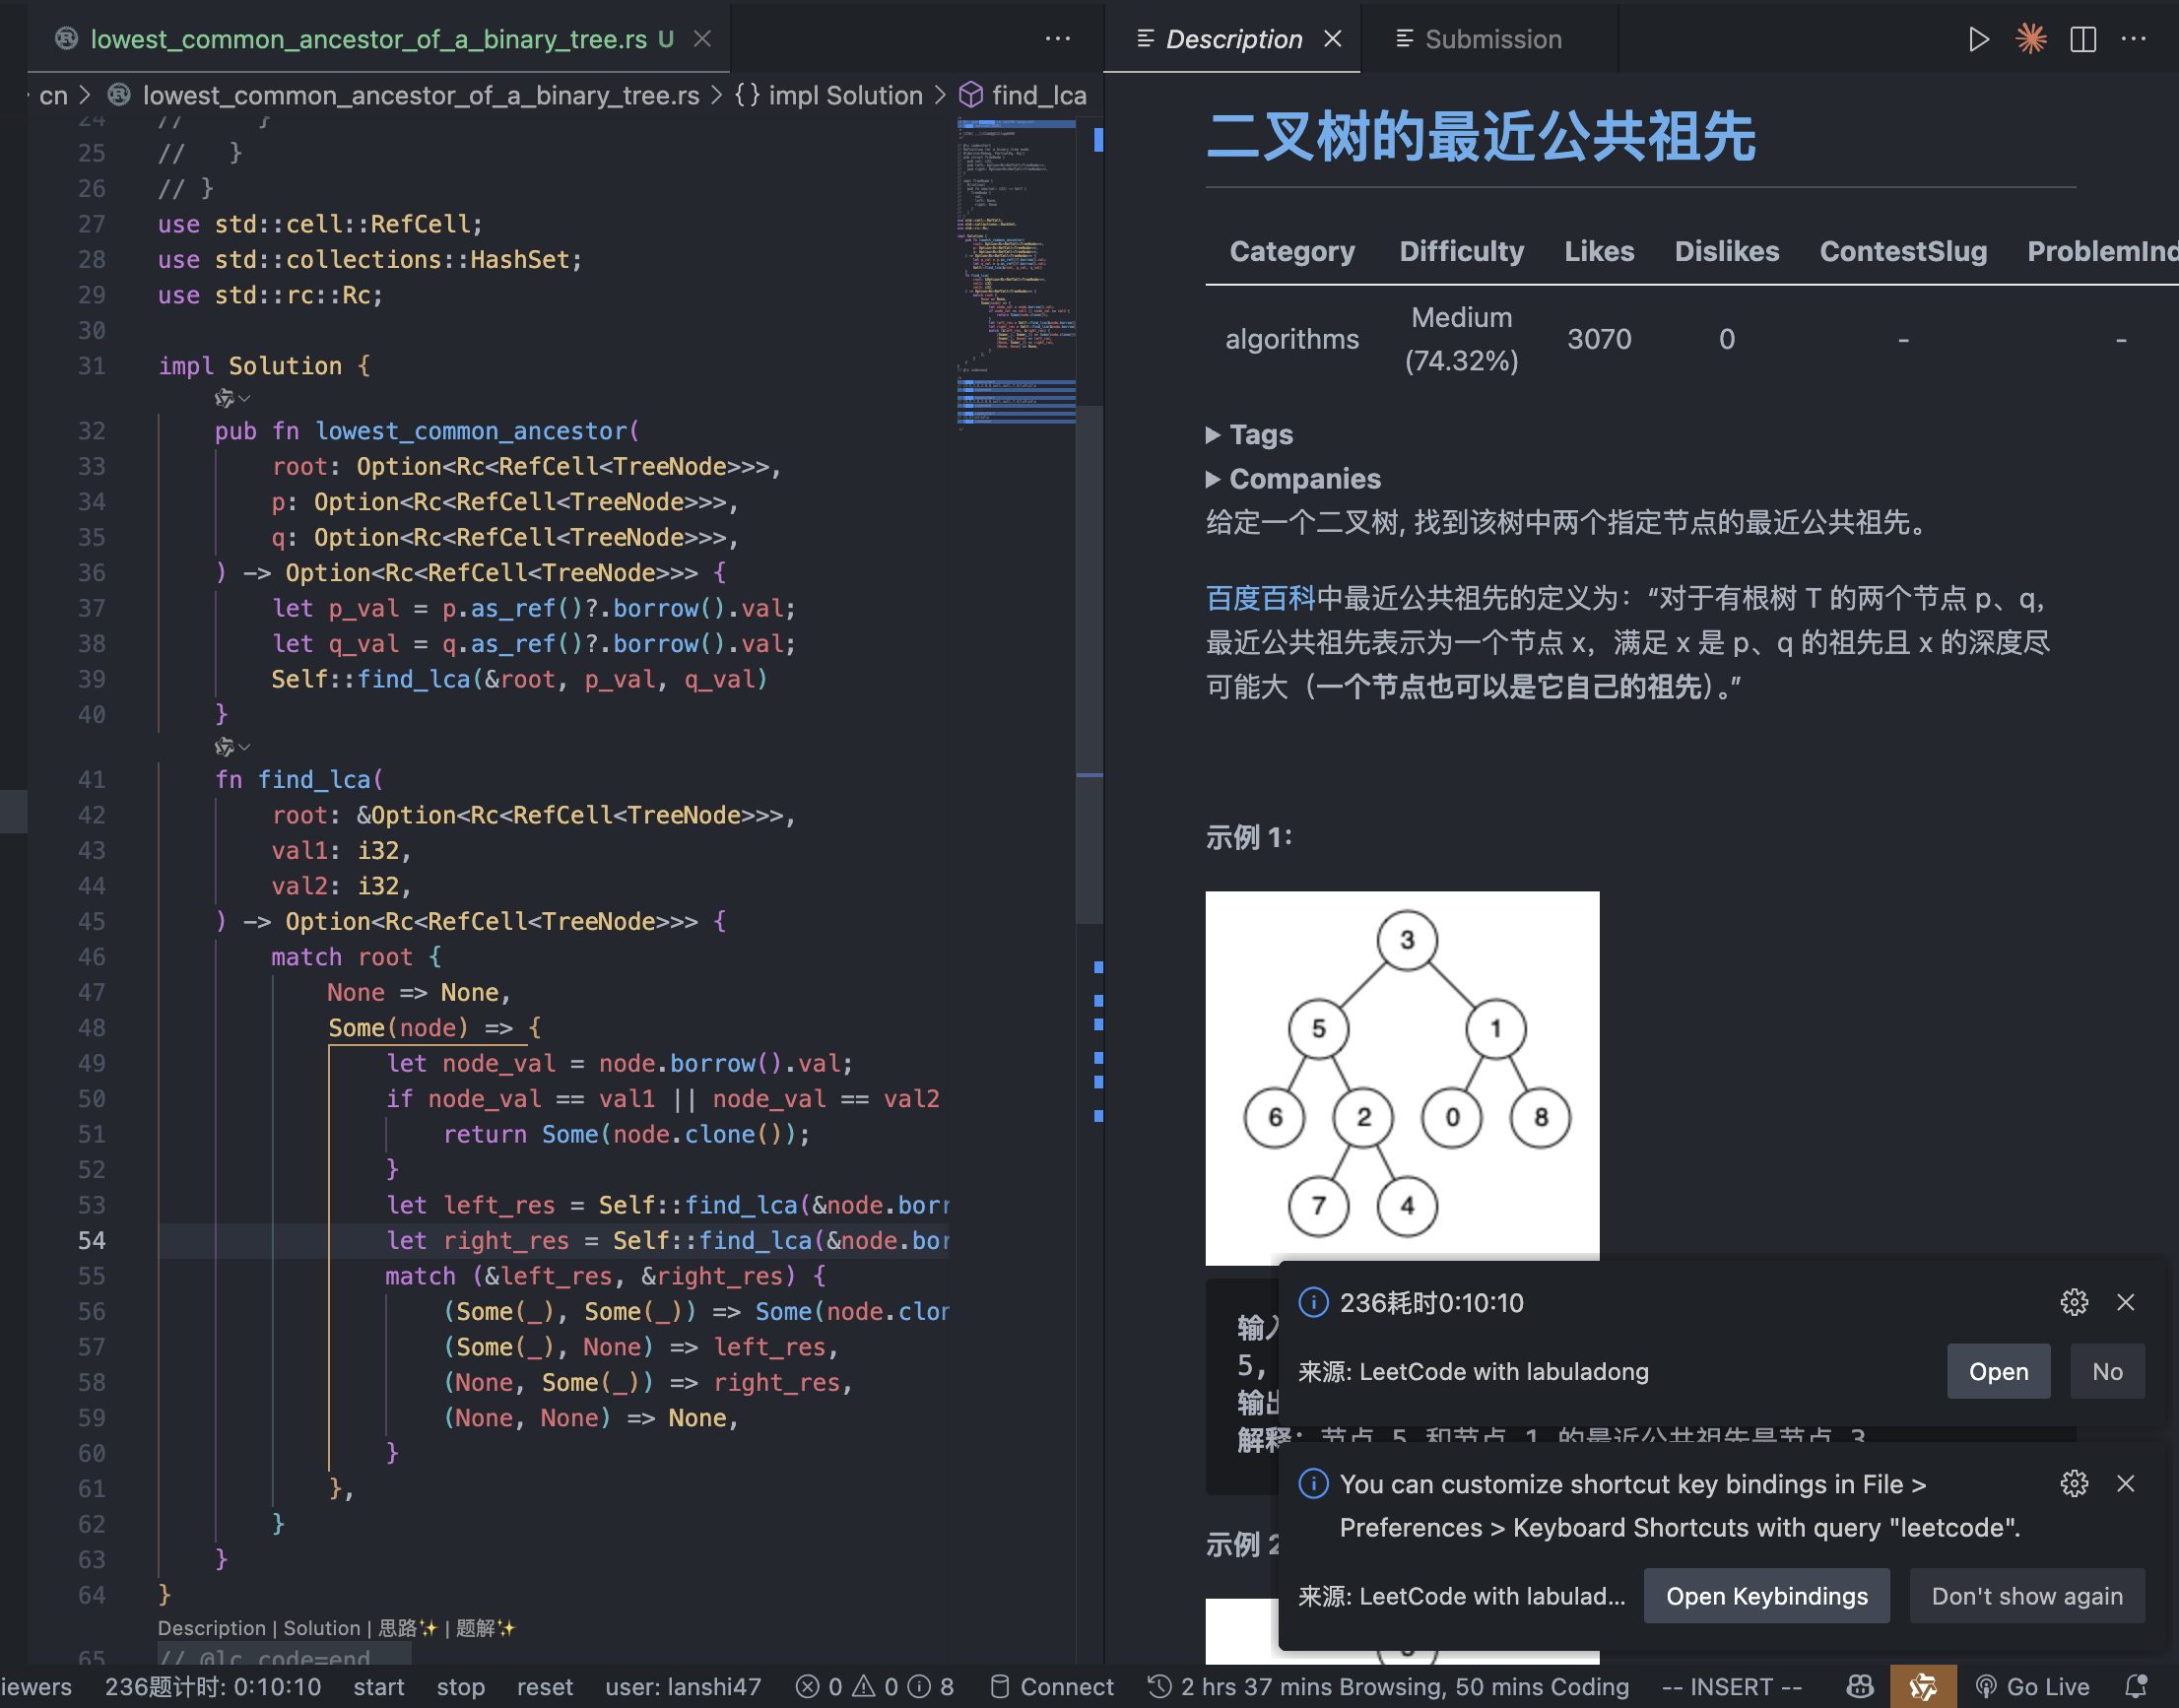 lowest_common_ancestor_of_a_binary_tree.rs U
Description
Submission
cn > lowest_common_ancestor_of_a_binary_tree.rs > {} impl Solution > find_lca
24 // }
25 // }
26 // }
27 use std::cell::RefCell;
28 use std::collections::HashSet;
29 use std::rc::Rc;
30
31 impl Solution {
32 pub fn lowest_common_ancestor(
33 root: Option<Rc<RefCell<TreeNode>>>,
34 p: Option<Rc<RefCell<TreeNode>>>,
35 q: Option<Rc<RefCell<TreeNode>>>,
36 ) -> Option<Rc<RefCell<TreeNode>>> {
37 let p_val = p.as_ref()?.borrow().val;
38 let q_val = q.as_ref()?.borrow().val;
39 Self::find_lca(&root, p_val, q_val)
40 }
41 fn find_lca(
42 root: &Option<Rc<RefCell<TreeNode>>>,
43 val1: i32,
44 val2: i32,
45 ) -> Option<Rc<RefCell<TreeNode>>> {
46 match root {
47 None => None,
48 Some(node) => {
49 let node_val = node.borrow().val;
50 if node_val == val1 || node_val == val2
51 return Some(node.clone());
52 }
53 let left_res = Self::find_lca(&node.borr
54 let right_res = Self::find_lca(&node.bor
55 match (&left_res, &right_res) {
56 (Some(_), Some(_)) => Some(node.clon
57 (Some(_), None) => left_res,
58 (None, Some(_)) => right_res,
59 (None, None) => None,
60 }
61 },
62 }
63 }
64 }
Description | Solution | 思路✨ | 题解✨
65 // @lc code=end
二叉树的最近公共祖先
Category Difficulty Likes Dislikes ContestSlug ProblemInd
algorithms Medium (74.32%) 3070 0 - -
▶ Tags
▶ Companies
给定一个二叉树, 找到该树中两个指定节点的最近公共祖先。
百度百科中最近公共祖先的定义为：“对于有根树 T 的两个节点 p、q，
最近公共祖先表示为一个节点 x，满足 x 是 p、q 的祖先且 x 的深度尽
可能大（一个节点也可以是它自己的祖先）。”
示例 1：
3
5 1
6 2 0 8
7 4
输入
5,
输出
解释：节点 5 和节点 1 的最近公共祖先是节点 3
示例 2
236耗时0:10:10
来源: LeetCode with labuladong
Open
No
You can customize shortcut key bindings in File >
Preferences > Keyboard Shortcuts with query "leetcode".
来源: LeetCode with labulad...
Open Keybindings
Don't show again
iewers 236题计时: 0:10:10 start stop reset user: lanshi47 0 0 8 Connect 2 hrs 37 mins Browsing, 50 mins Coding -- INSERT -- Go Live